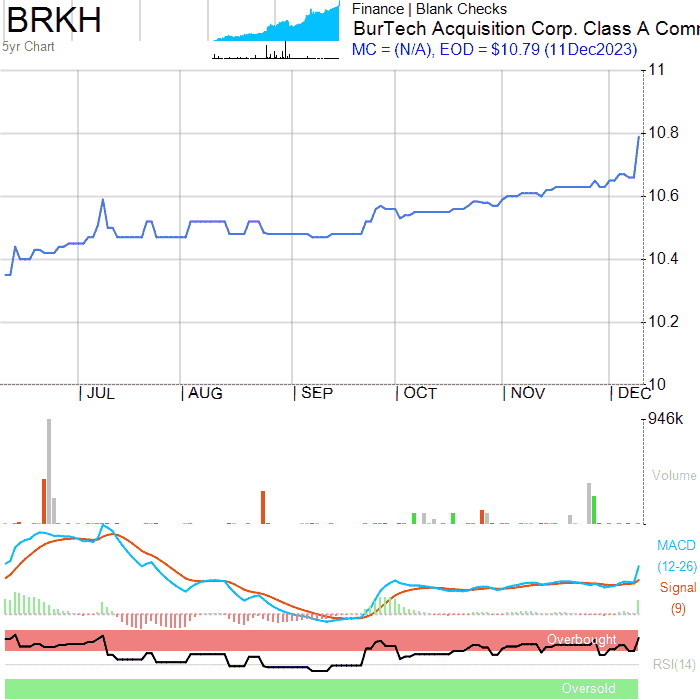 BRKH
5yr Chart
Finance | Blank Checks
BurTech Acquisition Corp. Class A Comm
MC = (N/A), EOD = $10.79 (11Dec2023)
11
10.8
10.6
10.4
10.2
10
JUL
AUG
SEP
OCT
NOV
DEC
946k
Volume
MACD
(12-26)
Signal
(9)
Overbought
RSI(14)
Oversold